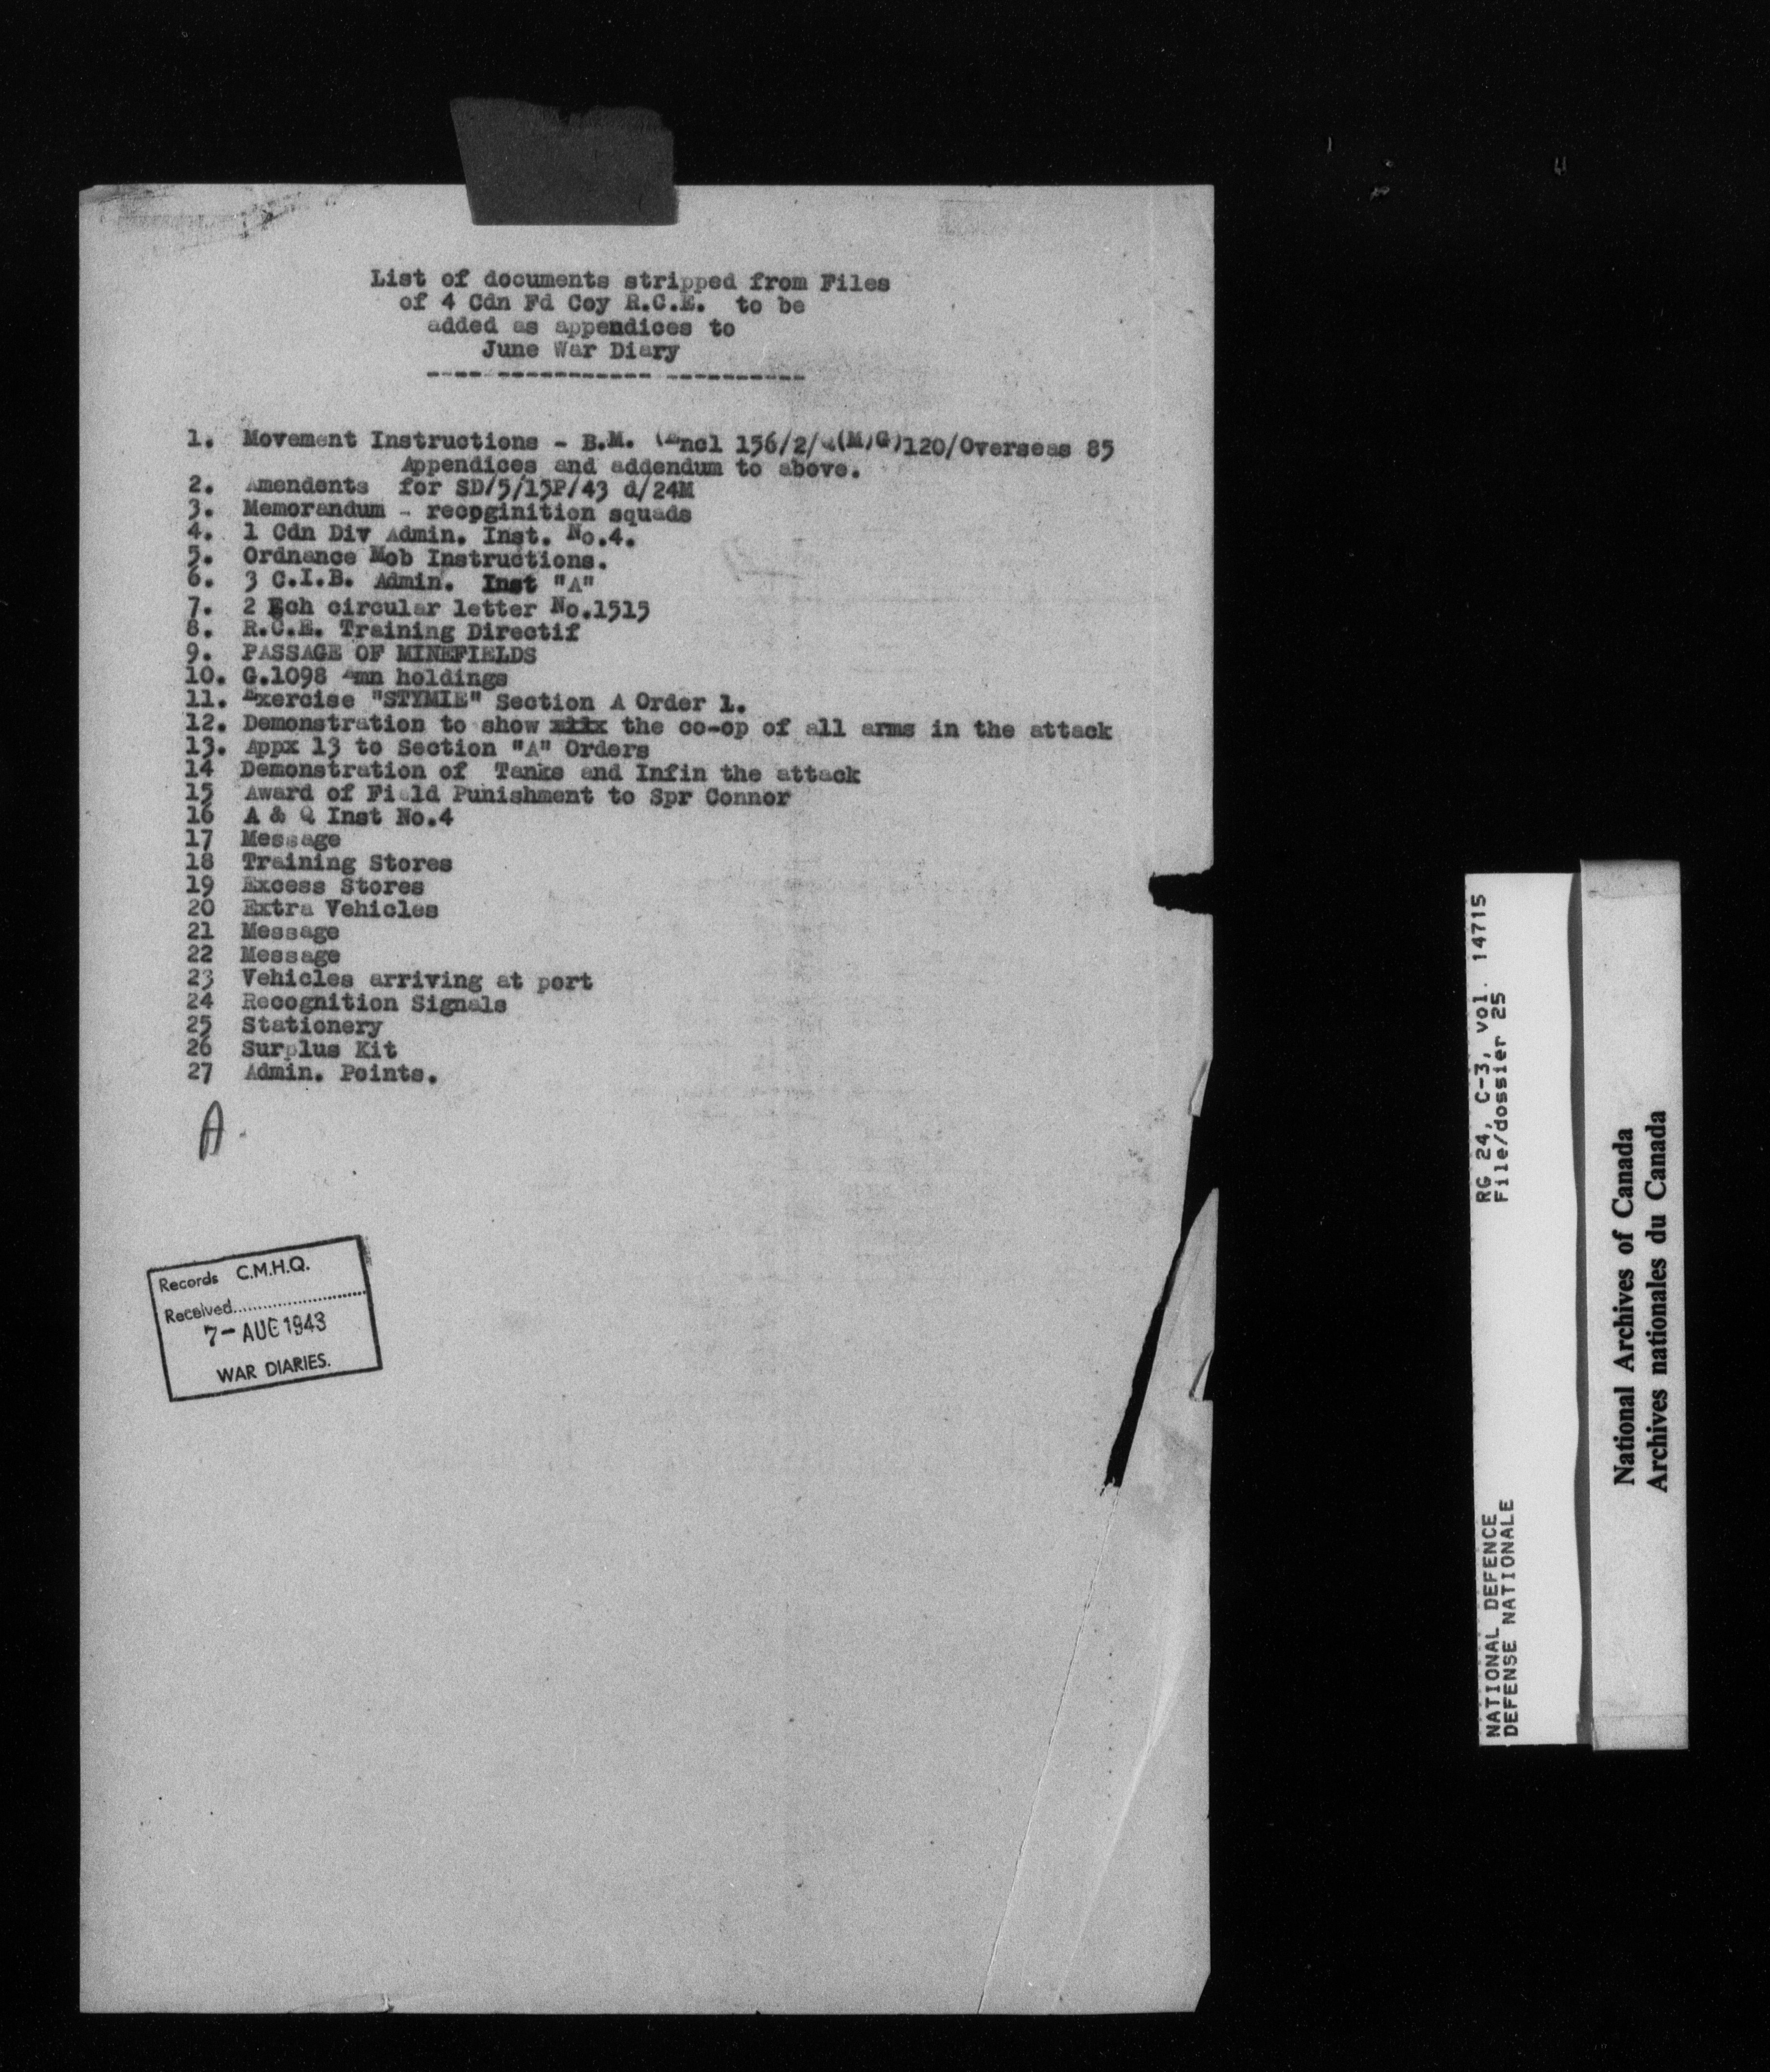 List of documents stripped from Files
of 4 Cdn Fd Coy R.C.E. to be
added as appendices to
June War Diary
---- ---------------- ----------
1. Movement Instructions - B.M. (Encl 156/2/Q(M)G)120/Overseas 85
Appendices and addendum to above.
2. Amendents for SD/5/15P/43 d/24M
3. Memorandum - recpginition squads
4. 1 Cdn Div Admin. Inst. No.4.
5. Ordnance Mob Instructions.
6. 3 C.I.B. Admin. Inst "A"
7. 2 Ech circular letter No.1515
8. R.C.E. Training Directif
9. PASSAGE OF MINEFIELDS
10. G.1098 Amn holdings
11. Exercise "STYMIE" Section A Order 1.
12. Demonstration to show the co-op of all arms in the attack
13. Appx 13 to Section "A" Orders
14 Demonstration of Tanks and Infin the attack
15 Award of Field Punishment to Spr Connor
16 A & Q Inst No.4
17 Message
18 Training Stores
19 Excess Stores
20 Extra Vehicles
21 Message
22 Message
23 Vehicles arriving at port
24 Recognition Signals
25 Stationery
26 Surplus Kit
27 Admin. Points.
A
Records C.M.H.Q.
Received..............................
7- AUG 1943
WAR DIARIES.
NATIONAL DEFENCE RG 24, C-3, vol. 14715
DEFENSE NATIONALE File/dossier 25
National Archives of Canada
Archives nationales du Canada